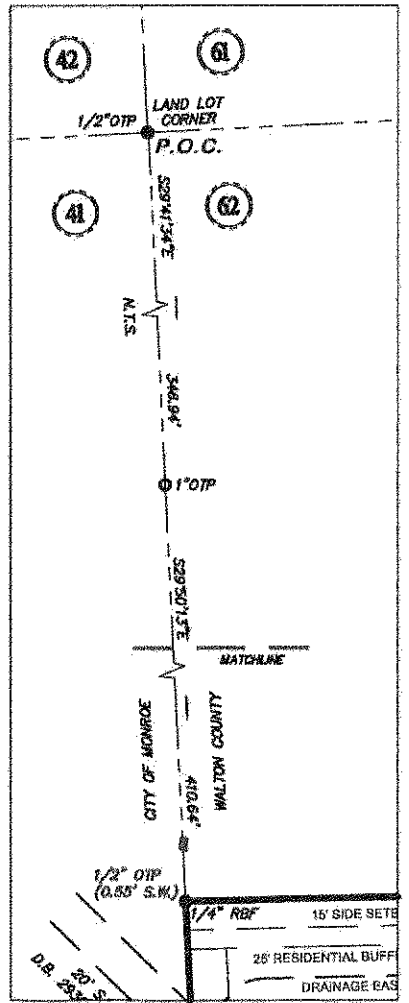 42
61
1/2"OTP
LAND LOT
CORNER
P.O.C.
41
62
S29°41'34"E
N.T.S.
346.94'
1"OTP
S29°50'13"E
MATCHLINE
CITY OF MONROE
WALTON COUNTY
410.64'
1/2" OTP
(0.55' S.W.)
1/4" RBF
15' SIDE SETB
25' RESIDENTIAL BUFF
DRAINAGE EAS
20' S
D.B.